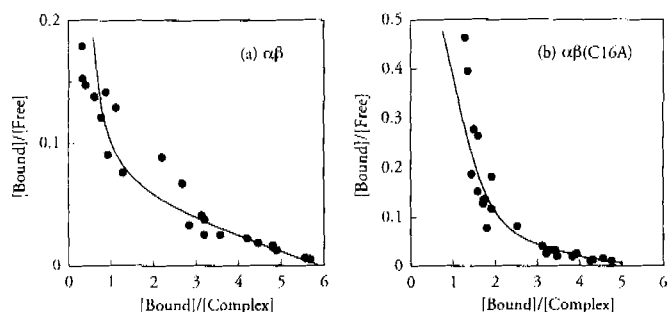 0.2
(a) αβ
[Bound]/[Free]
0.1
0
0 1 2 3 4 5 6
[Bound]/[Complex]
0.5
(b) αβ(C16A)
0.4
[Bound]/[Free]
0.3
0.2
0.1
0
0 1 2 3 4 5 6
[Bound]/[Complex]